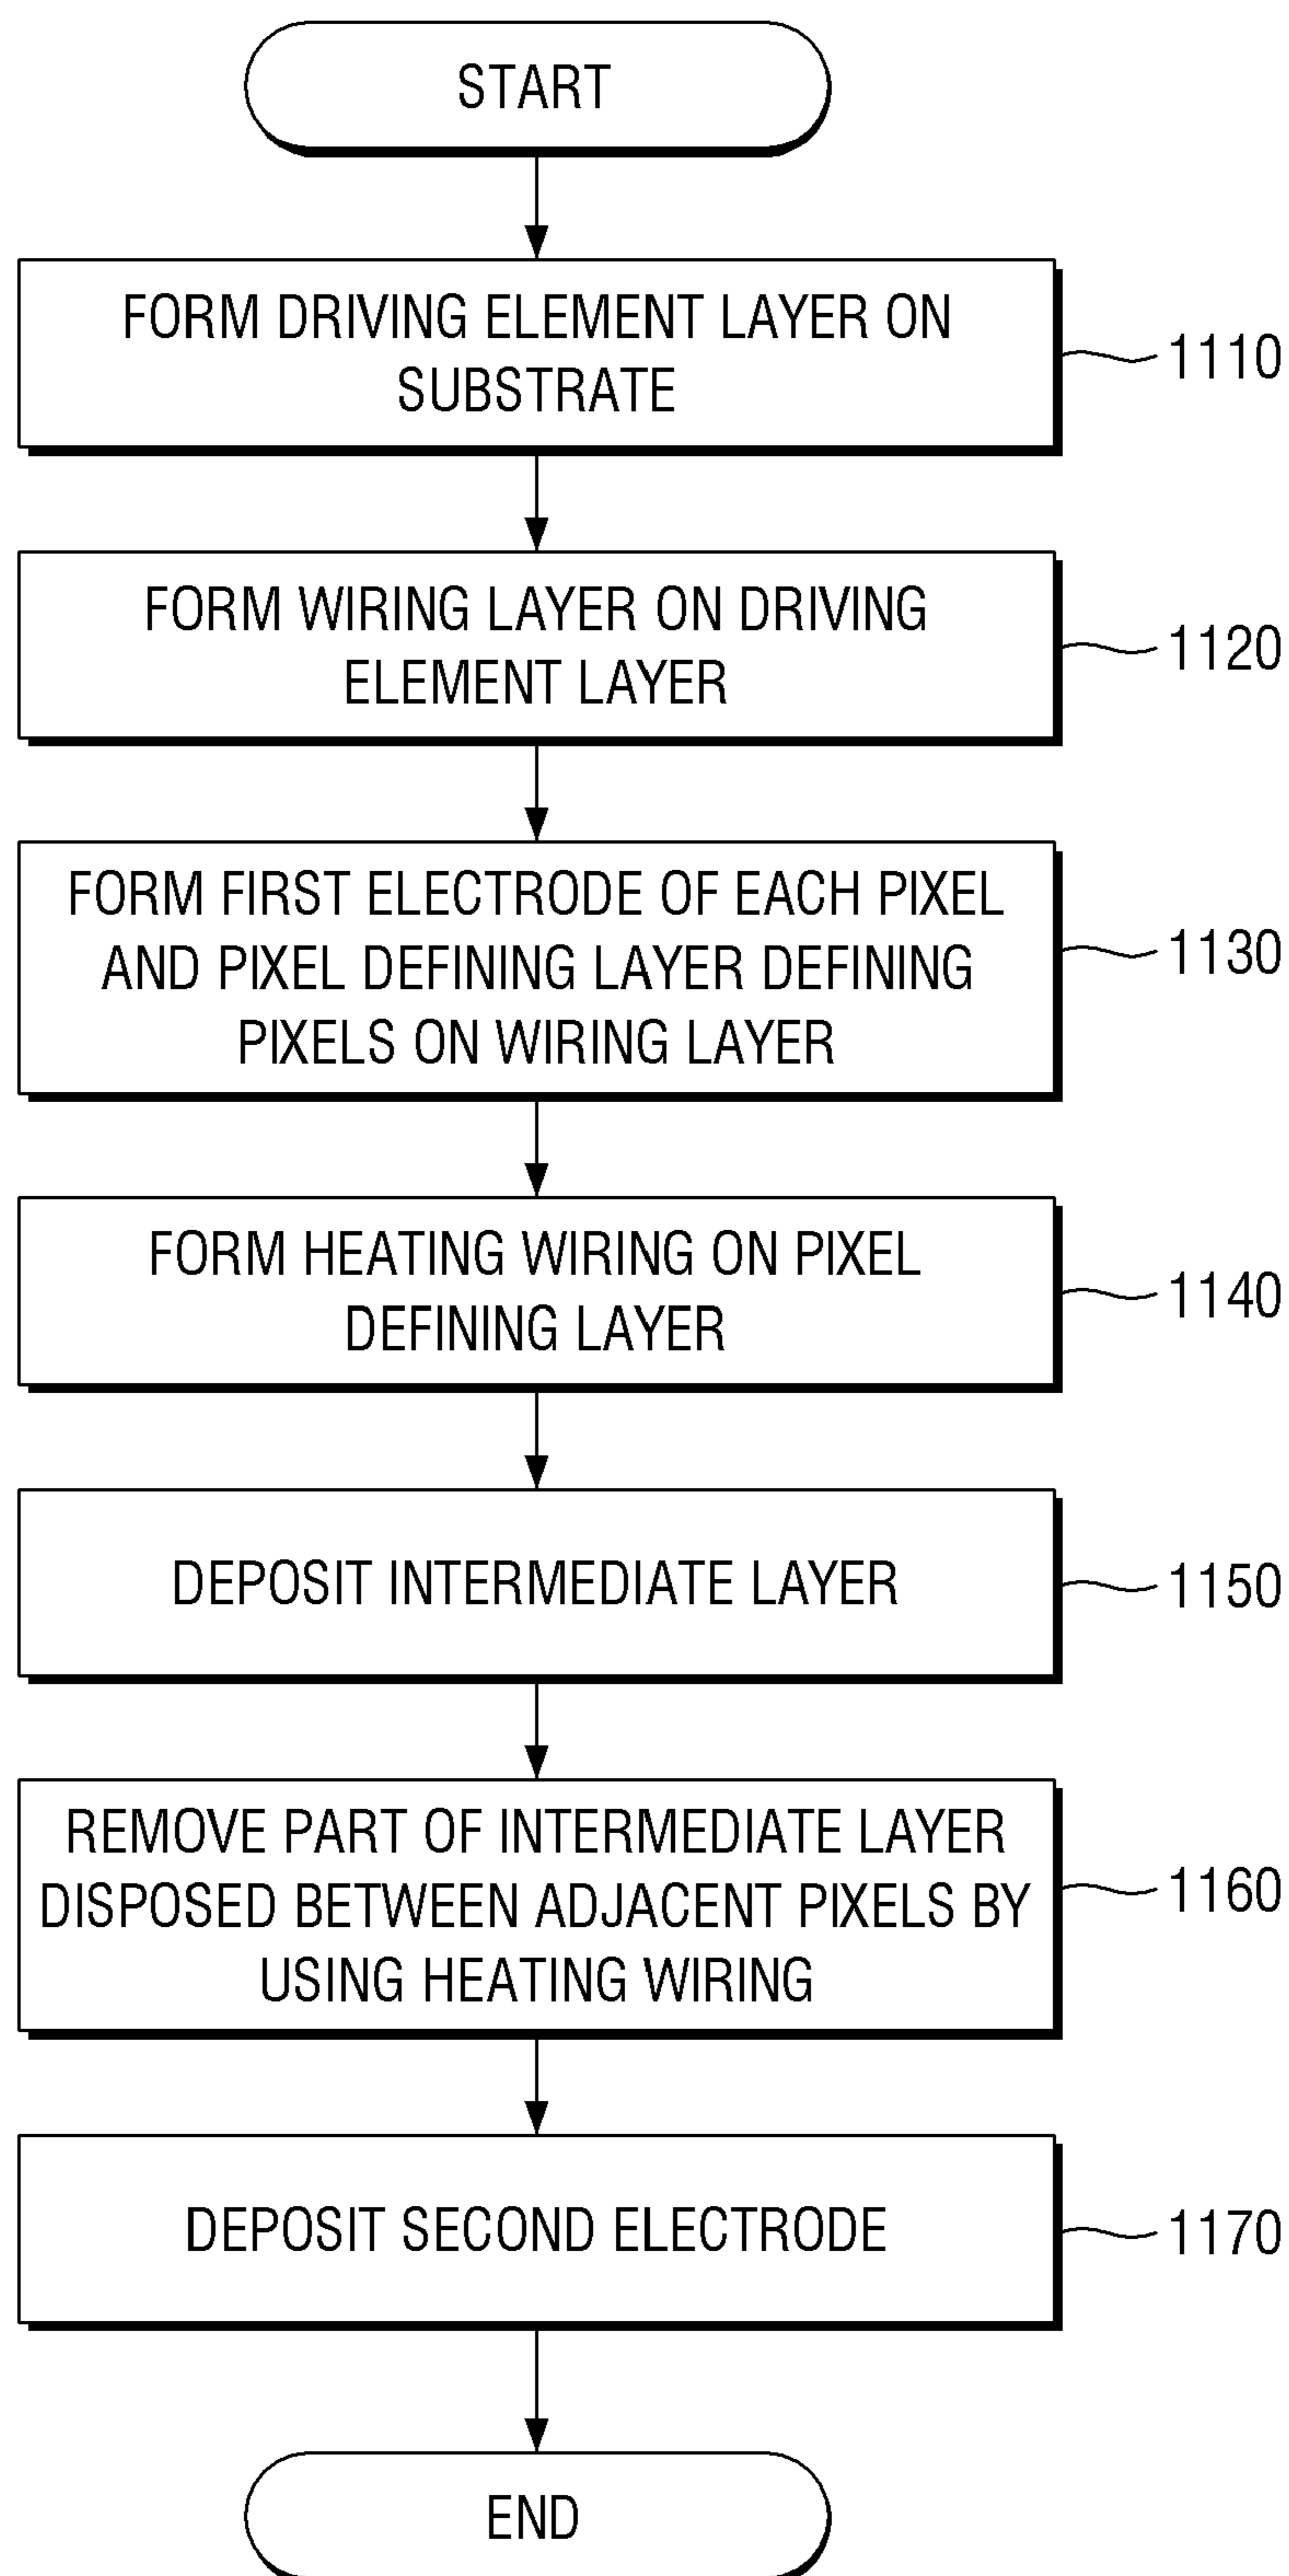 START
FORM DRIVING ELEMENT LAYER ON
SUBSTRATE
1110
FORM WIRING LAYER ON DRIVING
ELEMENT LAYER
1120
FORM FIRST ELECTRODE OF EACH PIXEL
AND PIXEL DEFINING LAYER DEFINING
PIXELS ON WIRING LAYER
1130
FORM HEATING WIRING ON PIXEL
DEFINING LAYER
1140
DEPOSIT INTERMEDIATE LAYER
1150
REMOVE PART OF INTERMEDIATE LAYER
DISPOSED BETWEEN ADJACENT PIXELS BY
USING HEATING WIRING
1160
DEPOSIT SECOND ELECTRODE
1170
END